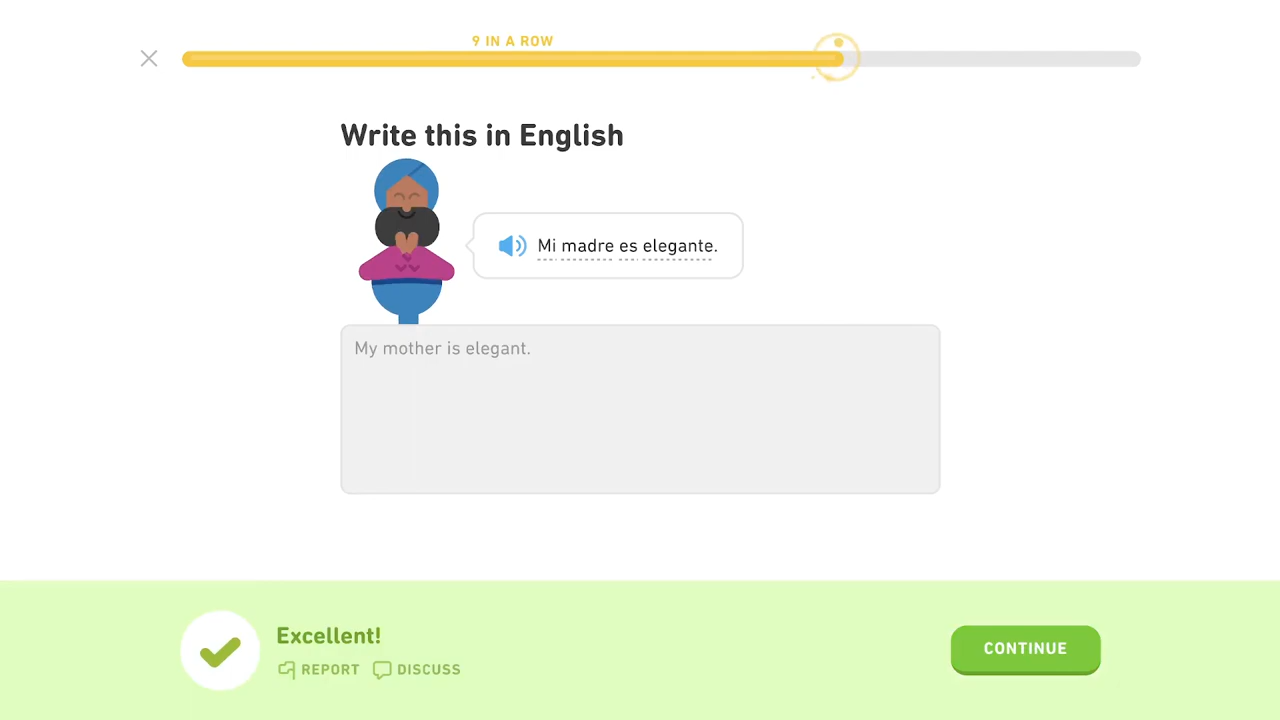 9 IN A ROW
Write this in English
Mi madre es elegante.
My mother is elegant.
Excellent!
REPORT DISCUSS
CONTINUE